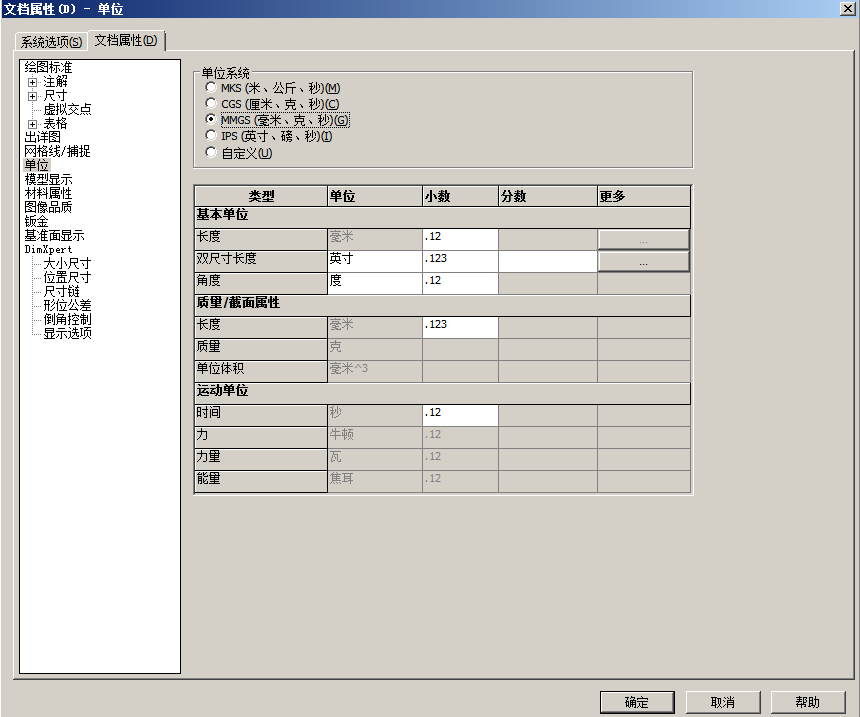 文档属性(D) - 单位
系统选项(S) 文档属性(D)
绘图标准
注解
尺寸
虚拟交点
表格
出详图
网格线/捕捉
单位
模型显示
材料属性
图像品质
钣金
基准面显示
DimXpert
大小尺寸
位置尺寸
尺寸链
形位公差
倒角控制
显示选项
单位系统
MKS (米、公斤、秒)(M)
CGS (厘米、克、秒)(C)
MMGS (毫米、克、秒)(G)
IPS (英寸、磅、秒)(I)
自定义(U)
类型 单位 小数 分数 更多
基本单位
长度 毫米 .12 ...
双尺寸长度 英寸 .123 ...
角度 度 .12
质量/截面属性
长度 毫米 .123
质量 克
单位体积 毫米^3
运动单位
时间 秒 .12
力 牛顿 .12
力量 瓦 .12
能量 焦耳 .12
确定 取消 帮助